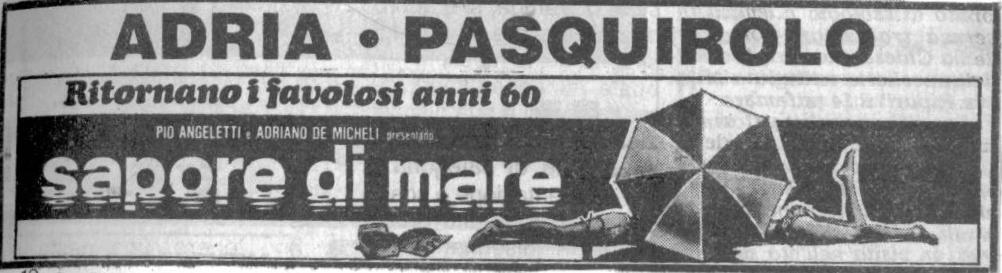 ADRIA • PASQUIROLO
Ritornano i favolosi anni 60
PIO ANGELETTI e ADRIANO DE MICHELI presentano
sapore di mare